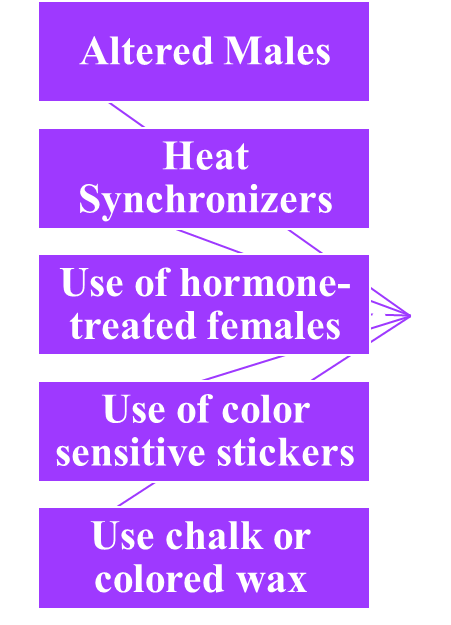 Altered Males
Heat
Synchronizers
Use of hormone-
treated females
Use of color
sensitive stickers
Use chalk or
colored wax